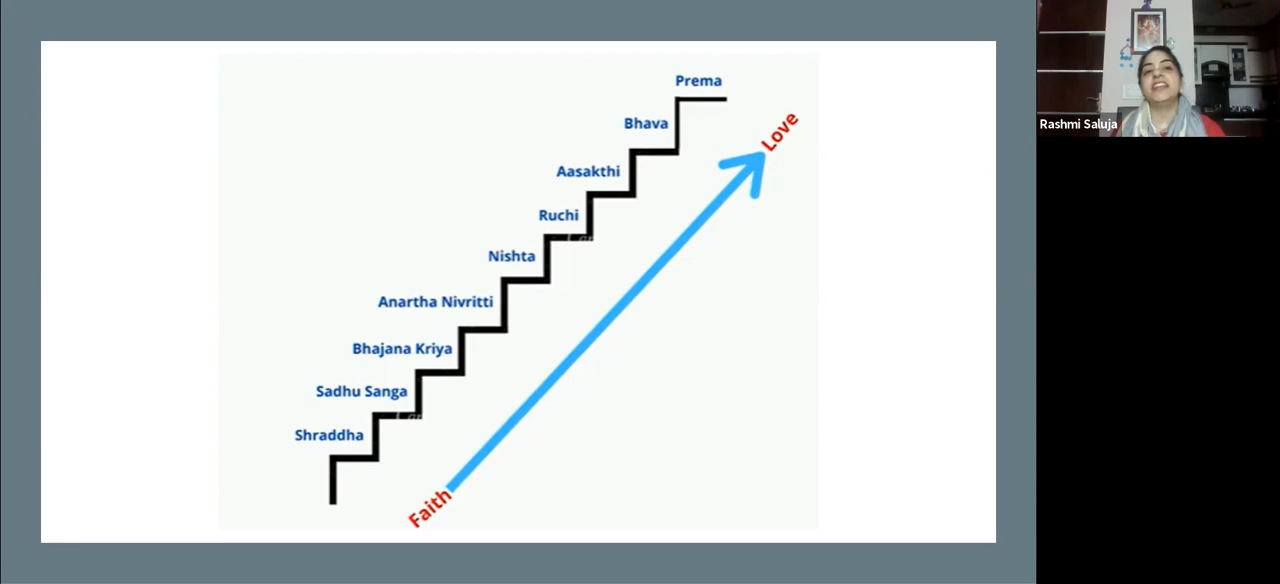 Prema
Bhava
Aasakthi
Ruchi
Nishta
Anartha Nivritti
Bhajana Kriya
Sadhu Sanga
Shraddha
Love
Faith
Rashmi Saluja